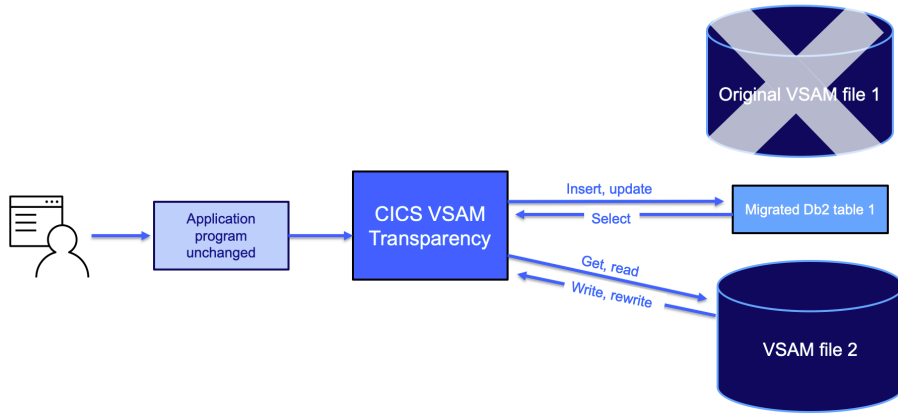 Original VSAM file 1
Application
program
unchanged
CICS VSAM
Transparency
Insert, update
Select
Migrated Db2 table 1
Get, read
Write, rewrite
VSAM file 2